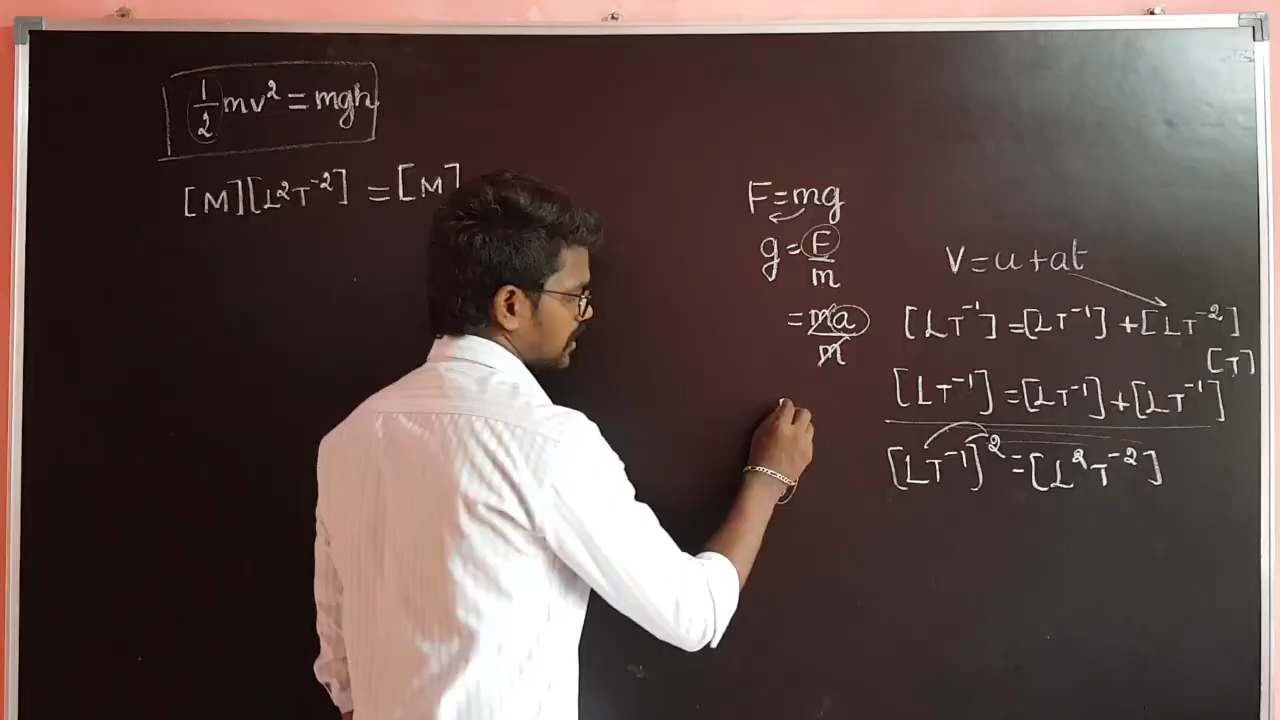 1/2 mv² = mgh
[M][L²T⁻²] = [M]
F=mg
g = F/m
= ma/m
V=u+at
[LT⁻¹]=[LT⁻¹]+[LT⁻²]
[T]
[LT⁻¹]=[LT⁻¹]+[LT⁻¹]
[LT⁻¹]²=[L²T⁻²]